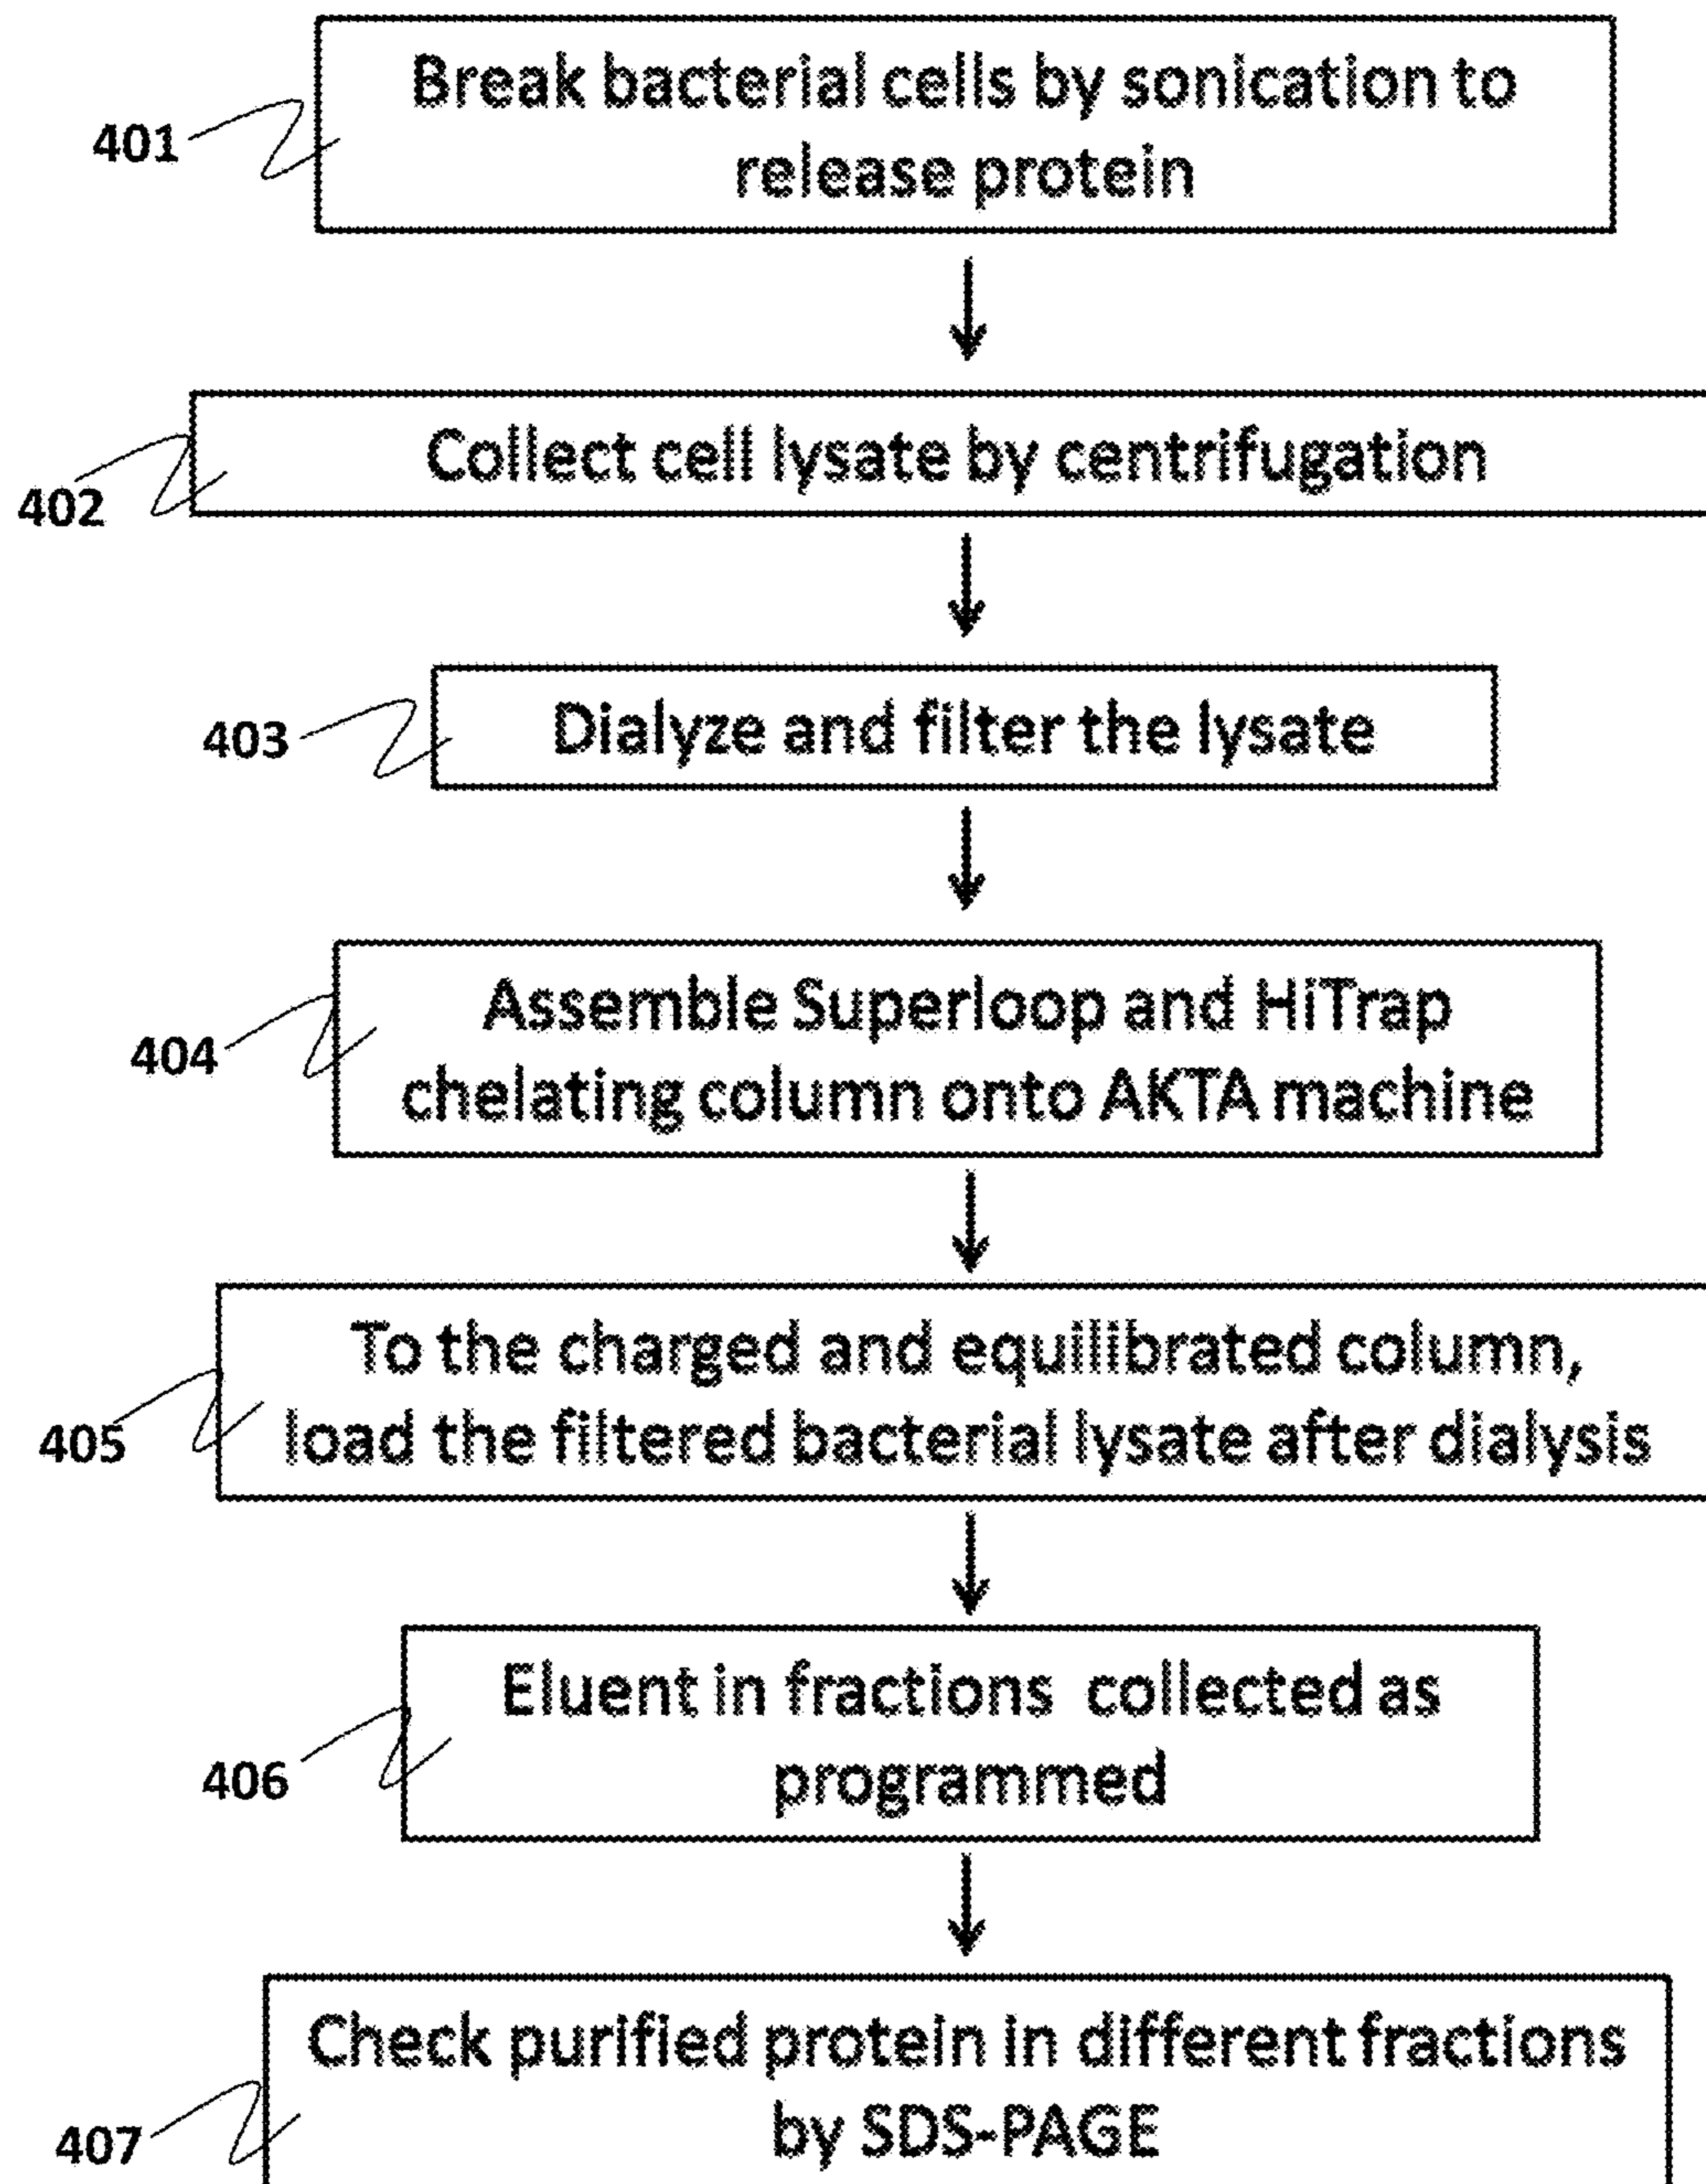 Break bacterial cells by sonication to
release protein
401
Collect cell lysate by centrifugation
402
Dialyze and filter the lysate
403
Assemble Superloop and HiTrap
chelating column onto AKTA machine
404
To the charged and equilibrated column,
load the filtered bacterial lysate after dialysis
405
Eluent in fractions collected as
programmed
406
Check purified protein in different fractions
by SDS-PAGE
407